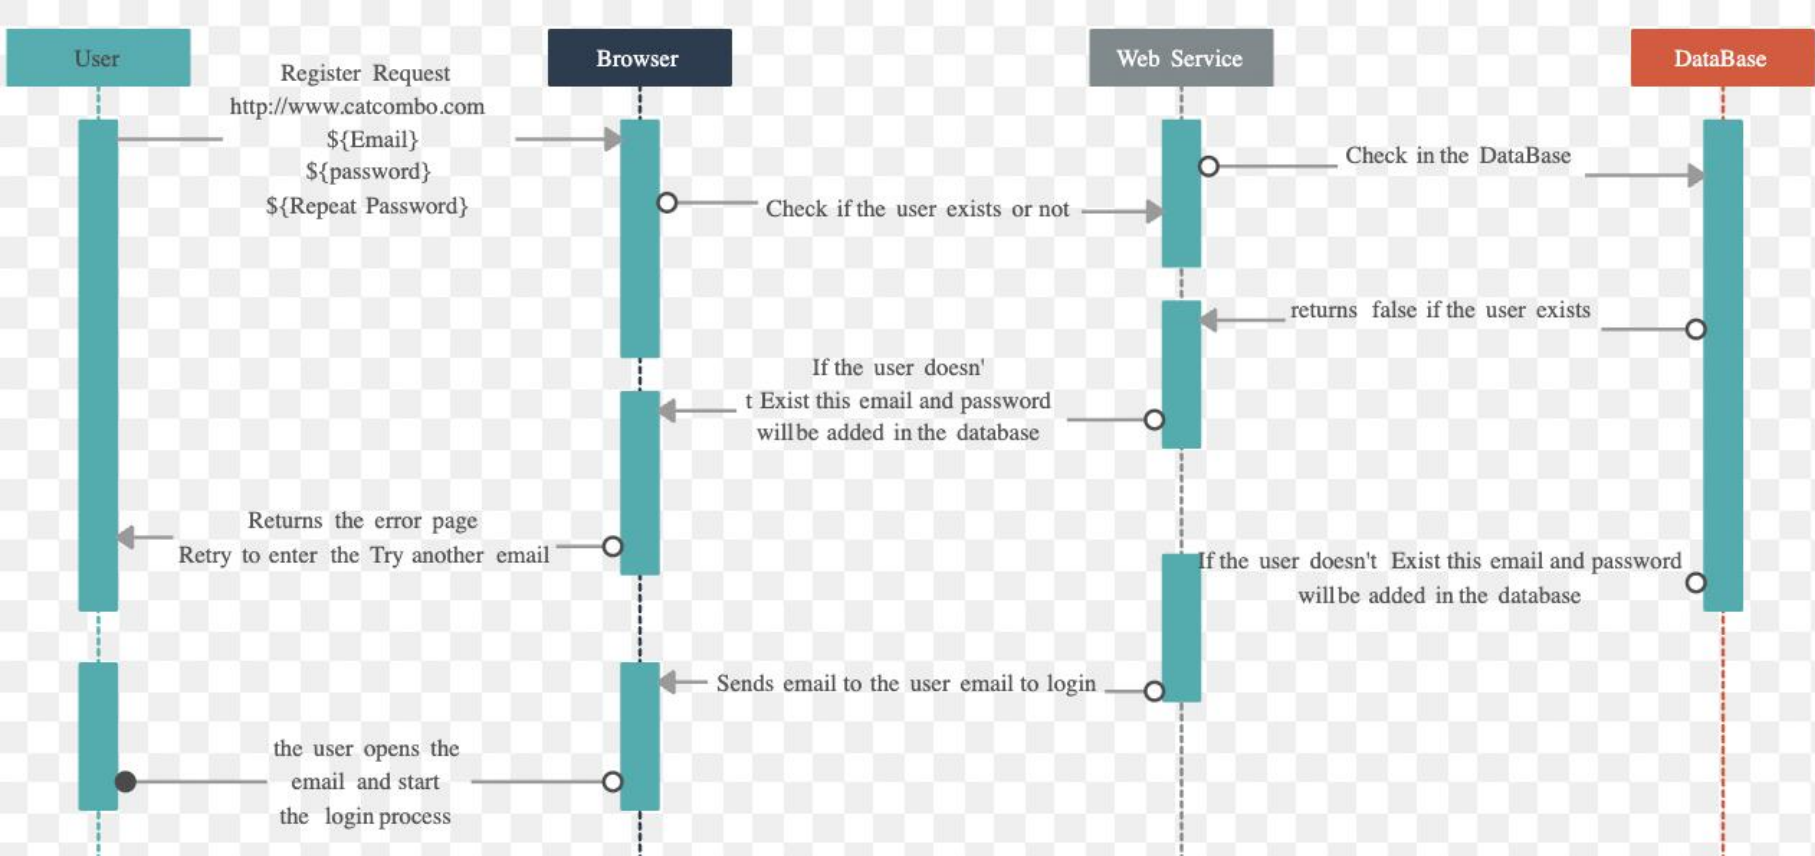 User
Browser
Web Service
DataBase
Register Request
http://www.catcombo.com
${Email}
${password}
${Repeat Password}
Check in the DataBase
Check if the user exists or not
returns false if the user exists
If the user doesn'
t Exist this email and password
will be added in the database
Returns the error page
Retry to enter the Try another email
If the user doesn't Exist this email and password
will be added in the database
Sends email to the user email to login
the user opens the
email and start
the login process